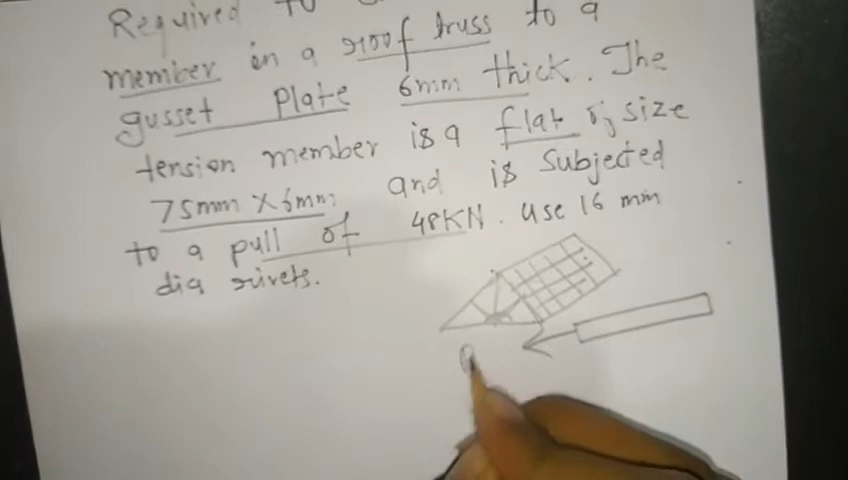 Required to
member in a roof truss to a
gusset plate 6mm thick. The
tension member is a flat of size
75mm x 6mm and is Subjected
to a pull of 48KN. Use 16 mm
dia rivets.